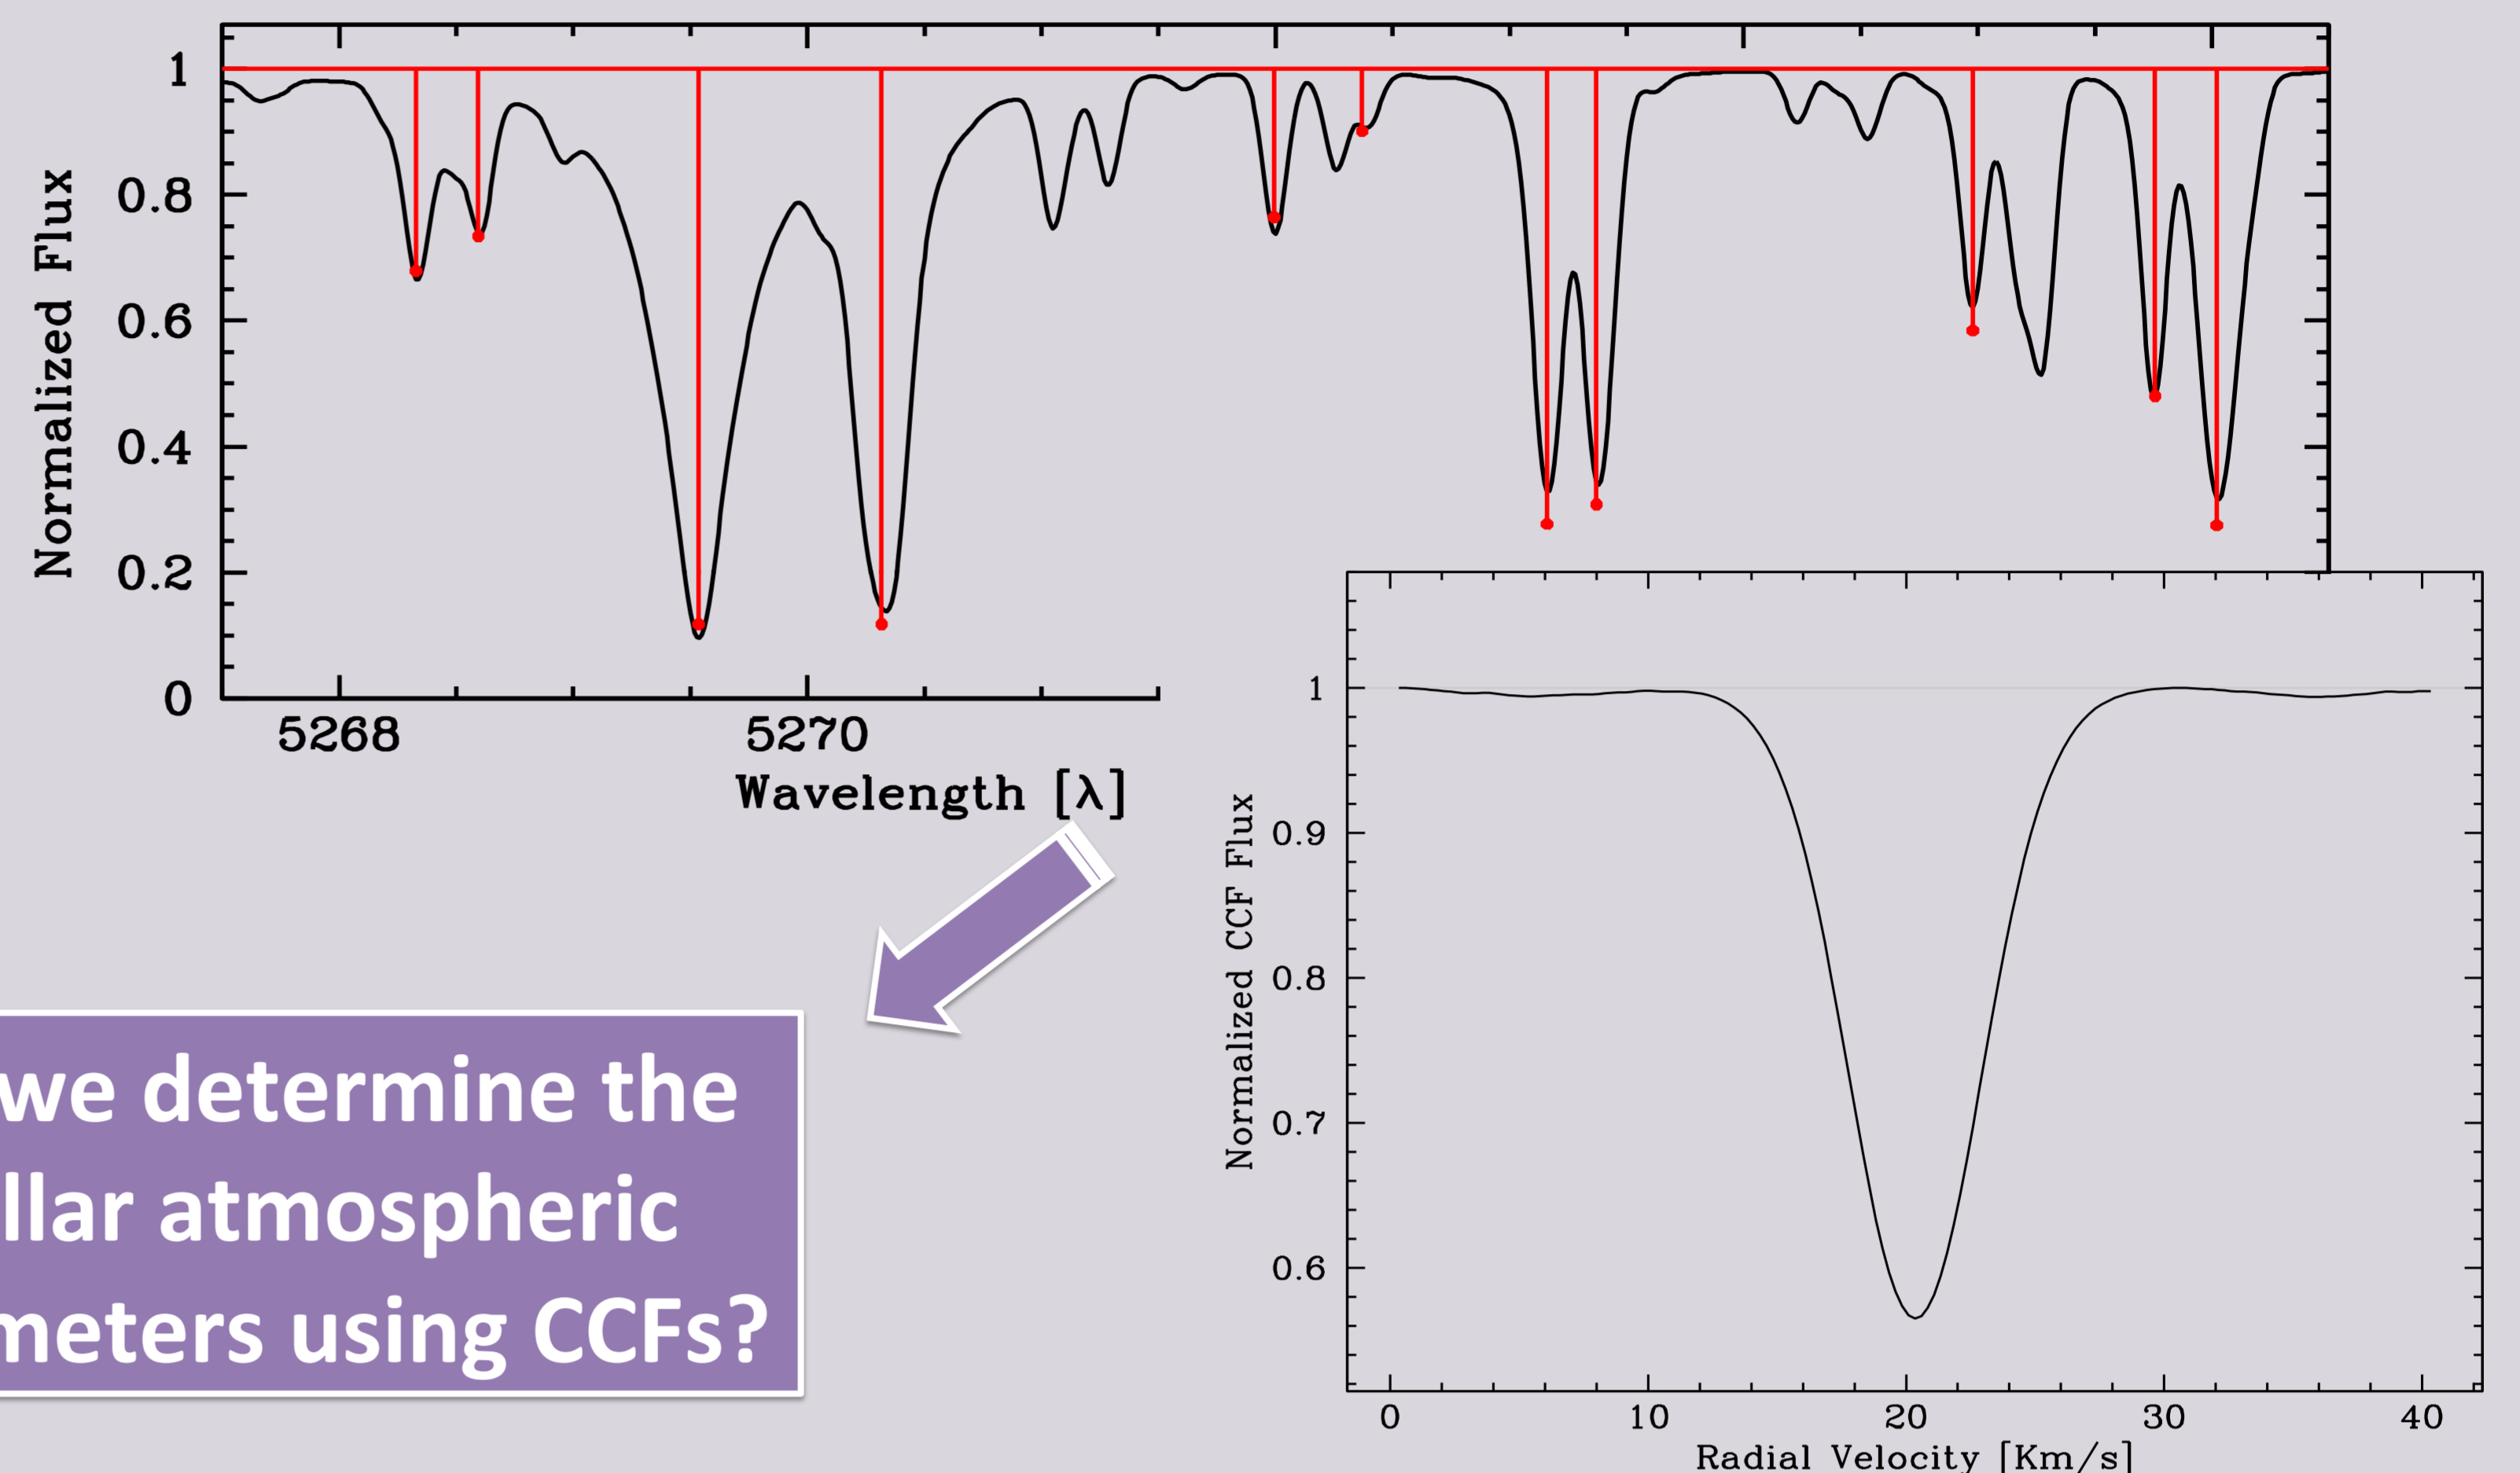 Normalized Flux
1
0.8
0.6
0.4
0.2
0
5268 5270
Wavelength [λ]
we determine the
llar atmospheric
meters using CCFs?
Normalized CCF Flux
1
0.9
0.8
0.7
0.6
0 10 20 30 40
Radial Velocity [Km/s]